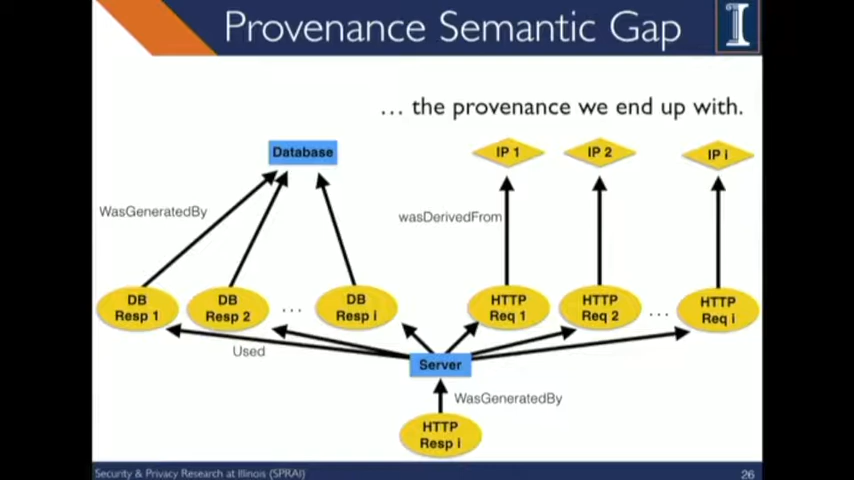 Provenance Semantic Gap
… the provenance we end up with.
Database
IP 1
IP 2
IP i
WasGeneratedBy
wasDerivedFrom
DB
Resp 1
DB
Resp 2
...
DB
Resp i
HTTP
Req 1
HTTP
Req 2
...
HTTP
Req i
Used
Server
WasGeneratedBy
HTTP
Resp i
Security & Privacy Research at Illinois (SPRAI)
26